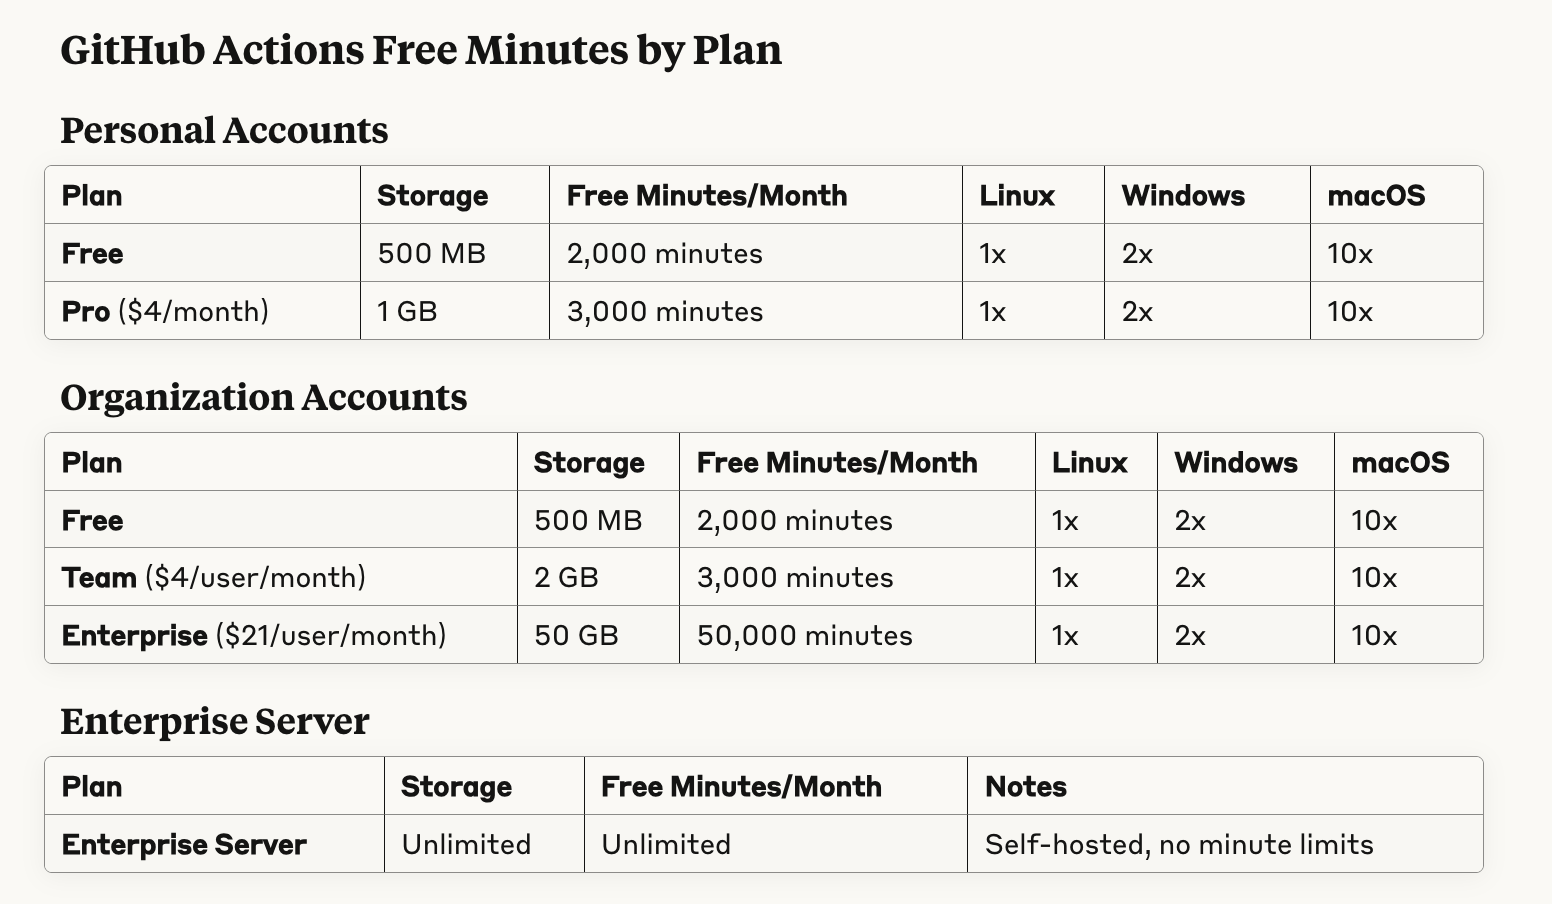 GitHub Actions Free Minutes by Plan
Personal Accounts
Plan Storage Free Minutes/Month Linux Windows macOS
Free 500 MB 2,000 minutes 1x 2x 10x
Pro ($4/month) 1 GB 3,000 minutes 1x 2x 10x
Organization Accounts
Plan Storage Free Minutes/Month Linux Windows macOS
Free 500 MB 2,000 minutes 1x 2x 10x
Team ($4/user/month) 2 GB 3,000 minutes 1x 2x 10x
Enterprise ($21/user/month) 50 GB 50,000 minutes 1x 2x 10x
Enterprise Server
Plan Storage Free Minutes/Month Notes
Enterprise Server Unlimited Unlimited Self-hosted, no minute limits